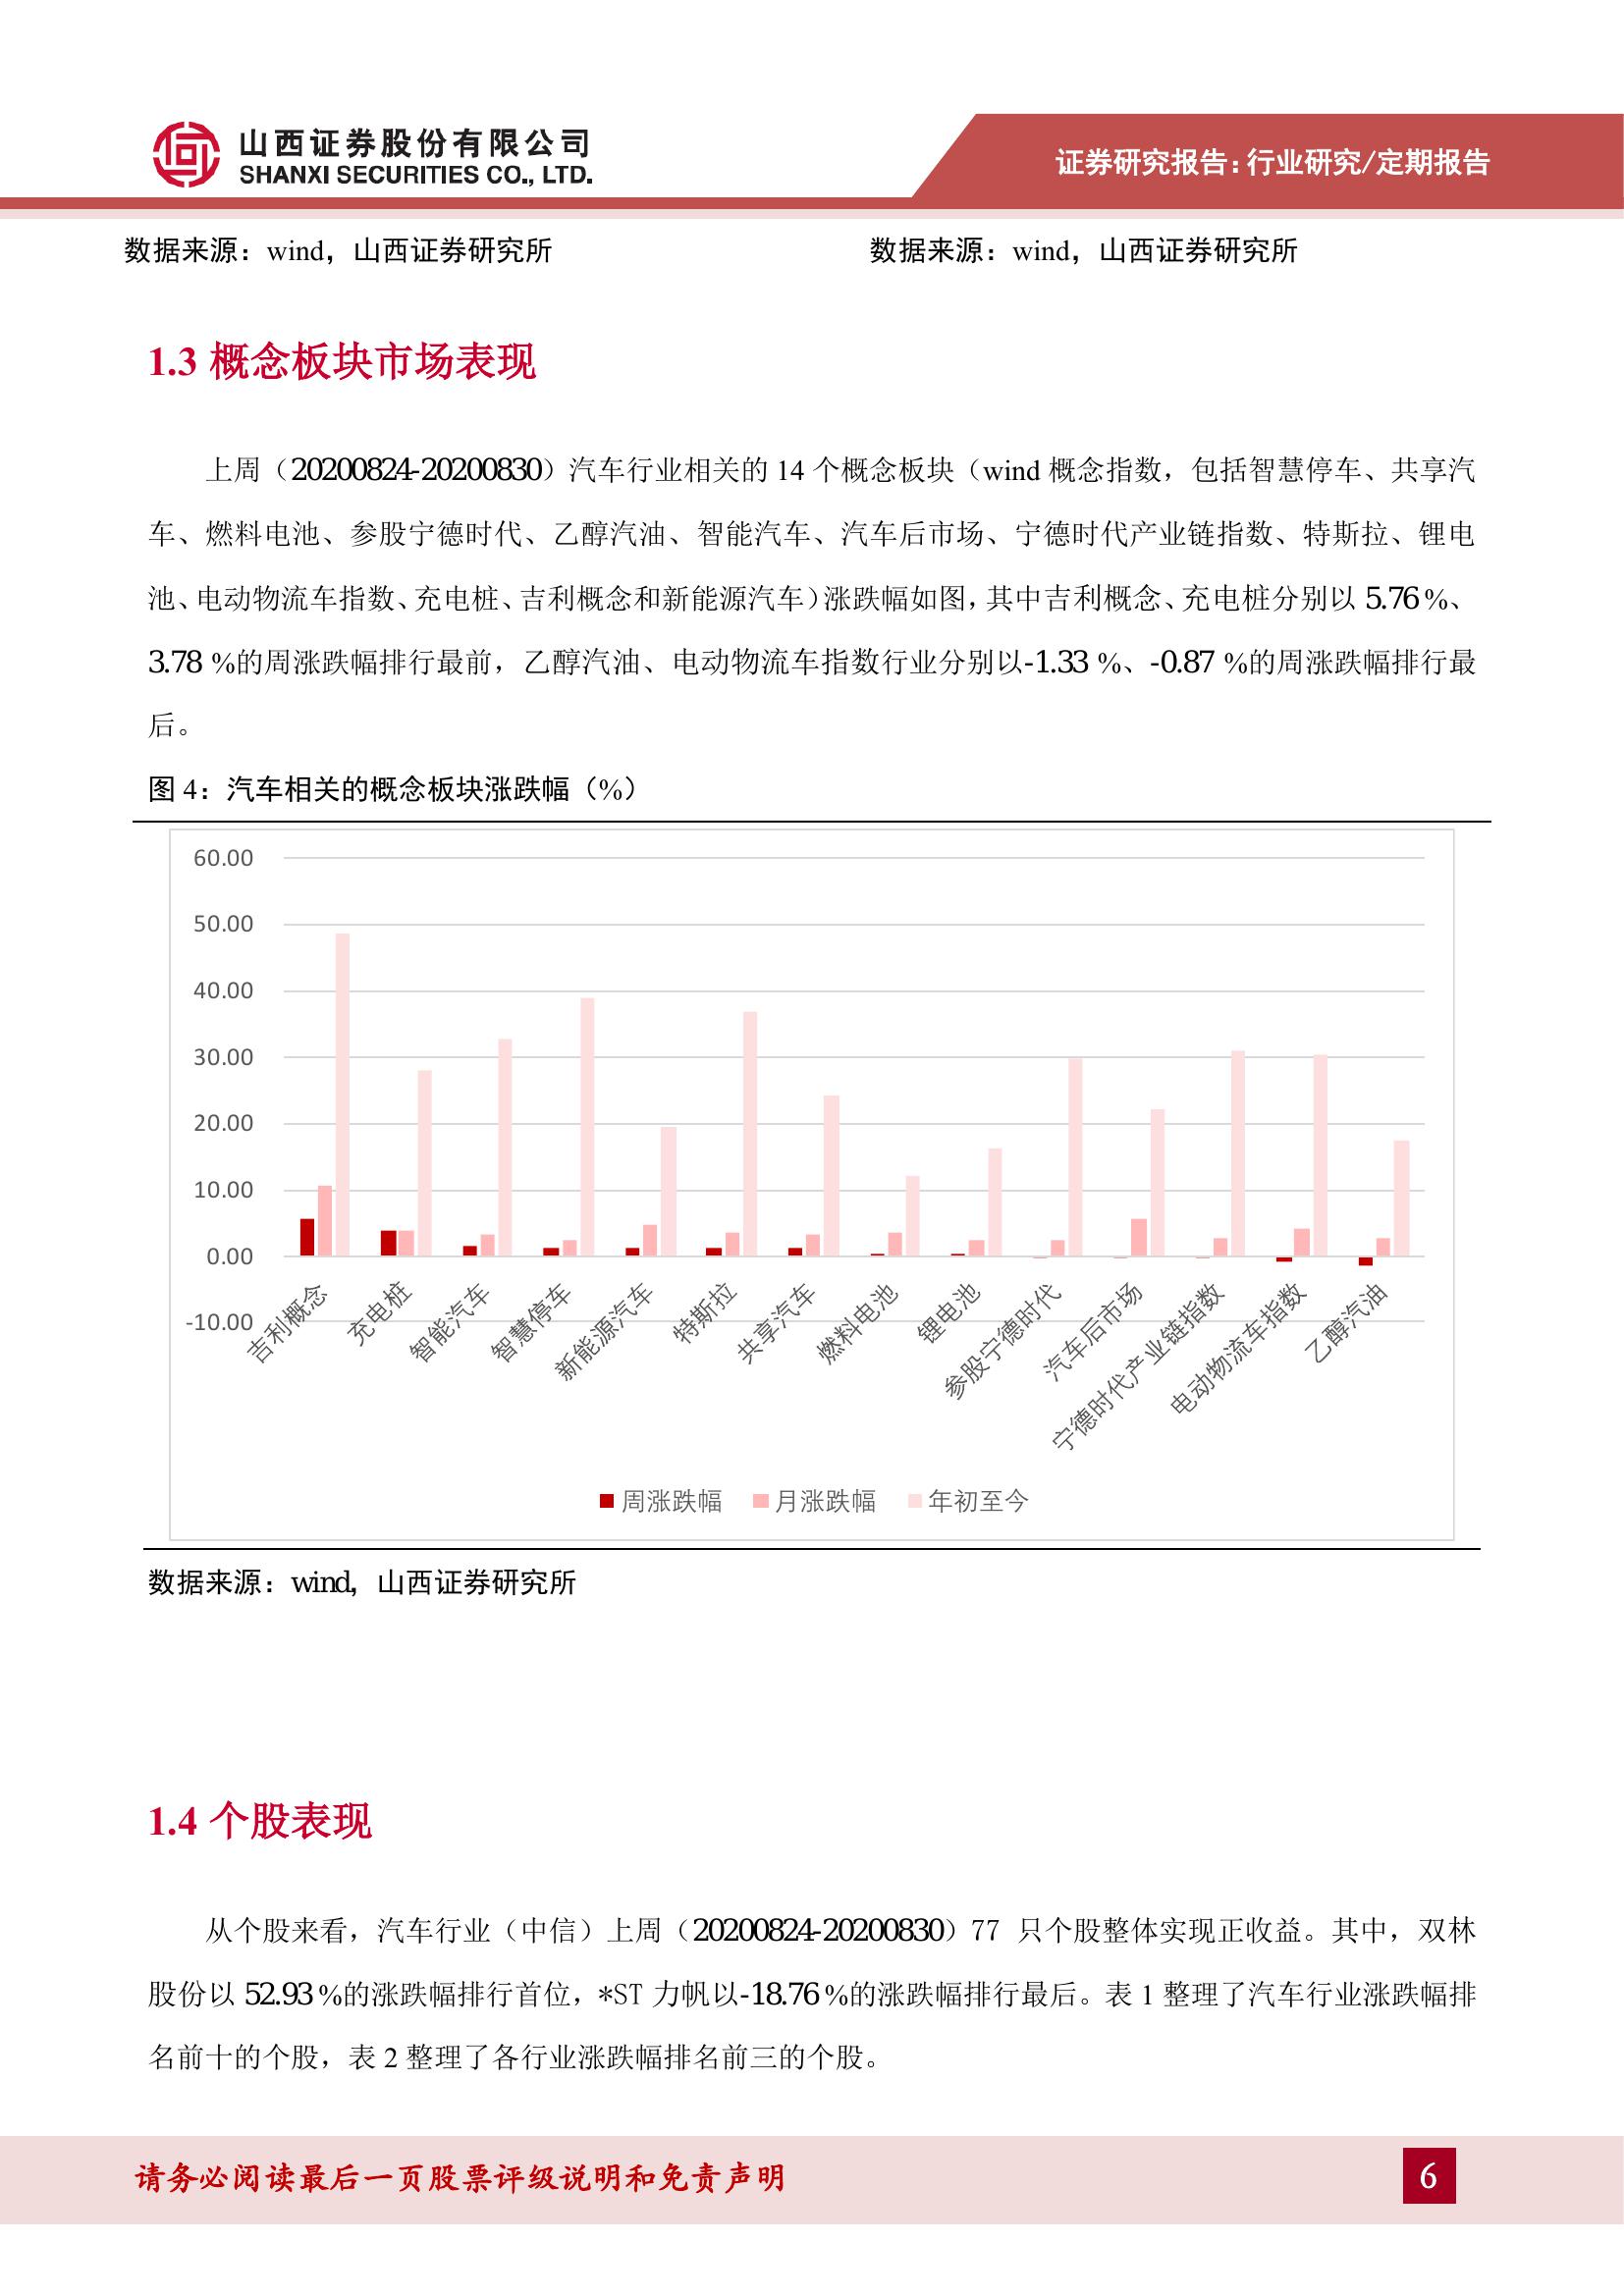 山西证券股份有限公司
SHANXI SECURITIES CO., LTD.
证券研究报告:行业研究/定期报告
数据来源：wind，山西证券研究所
数据来源：wind，山西证券研究所
1.3 概念板块市场表现
上周（20200824-20200830）汽车行业相关的 14 个概念板块（wind 概念指数，包括智慧停车、共享汽
车、燃料电池、参股宁德时代、乙醇汽油、智能汽车、汽车后市场、宁德时代产业链指数、特斯拉、锂电
池、电动物流车指数、充电桩、吉利概念和新能源汽车）涨跌幅如图，其中吉利概念、充电桩分别以 5.76 %、
3.78 %的周涨跌幅排行最前，乙醇汽油、电动物流车指数行业分别以-1.33 %、-0.87 %的周涨跌幅排行最
后。
图 4：汽车相关的概念板块涨跌幅（%）
60.00
50.00
40.00
30.00
20.00
10.00
0.00
-10.00
吉利概念
充电桩
智能汽车
智慧停车
新能源汽车
特斯拉
共享汽车
燃料电池
锂电池
参股宁德时代
汽车后市场
宁德时代产业链指数
电动物流车指数
乙醇汽油
周涨跌幅 月涨跌幅 年初至今
数据来源：wind，山西证券研究所
1.4 个股表现
从个股来看，汽车行业（中信）上周（20200824-20200830）77 只个股整体实现正收益。其中，双林
股份以 52.93 %的涨跌幅排行首位，*ST 力帆以-18.76 %的涨跌幅排行最后。表 1 整理了汽车行业涨跌幅排
名前十的个股，表 2 整理了各行业涨跌幅排名前三的个股。
请务必阅读最后一页股票评级说明和免责声明
6